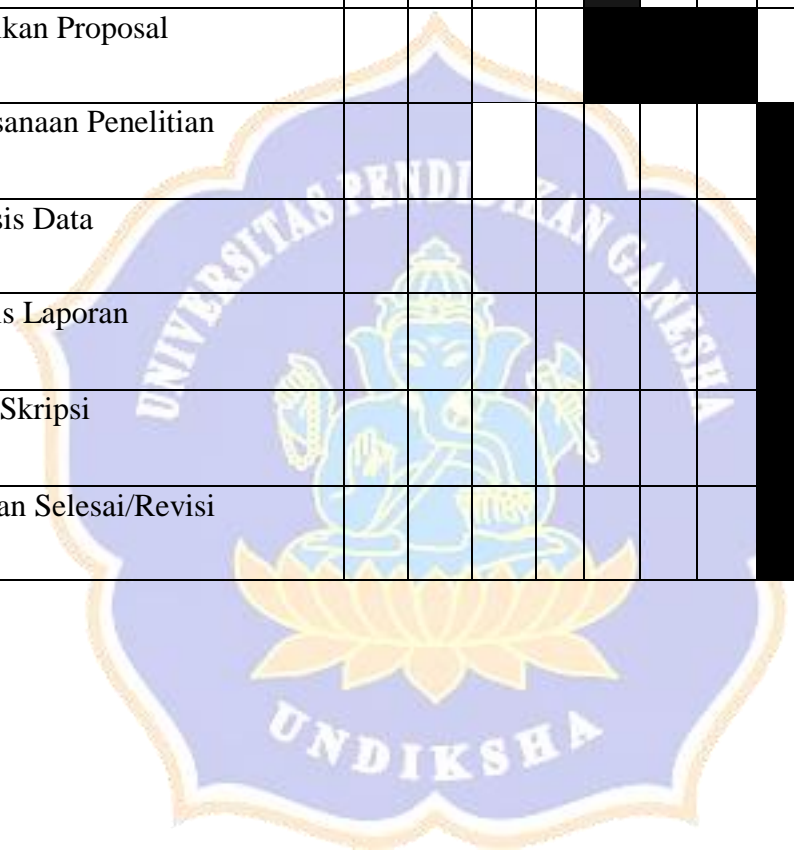 kan Proposal
sanaan Penelitian
sis Data
s Laporan
Skripsi
an Selesai/Revisi
UNIVERSITAS PENDIDIKAN GANESHA
UNDIKSHA